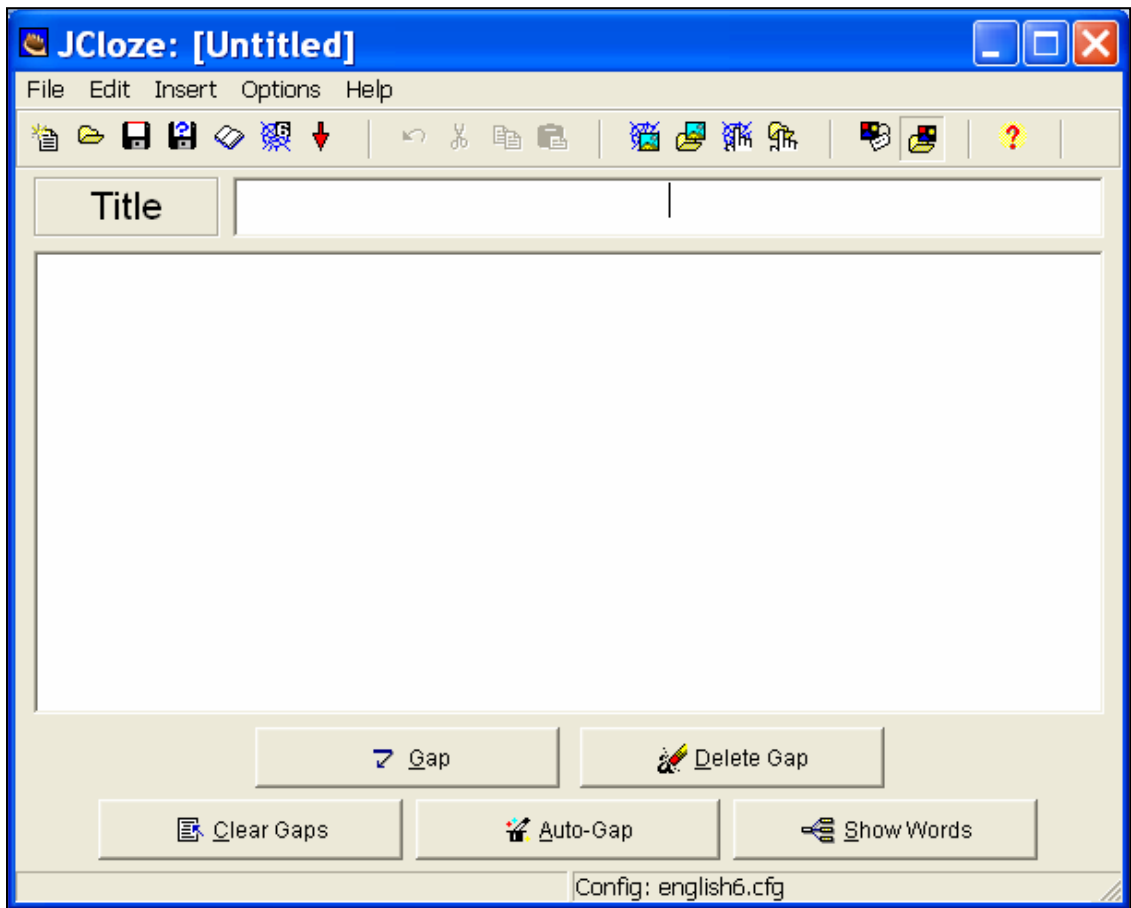 JCloze: [Untitled]
File Edit Insert Options Help
Title
Gap Delete Gap
Clear Gaps Auto-Gap Show Words
Config: english6.cfg